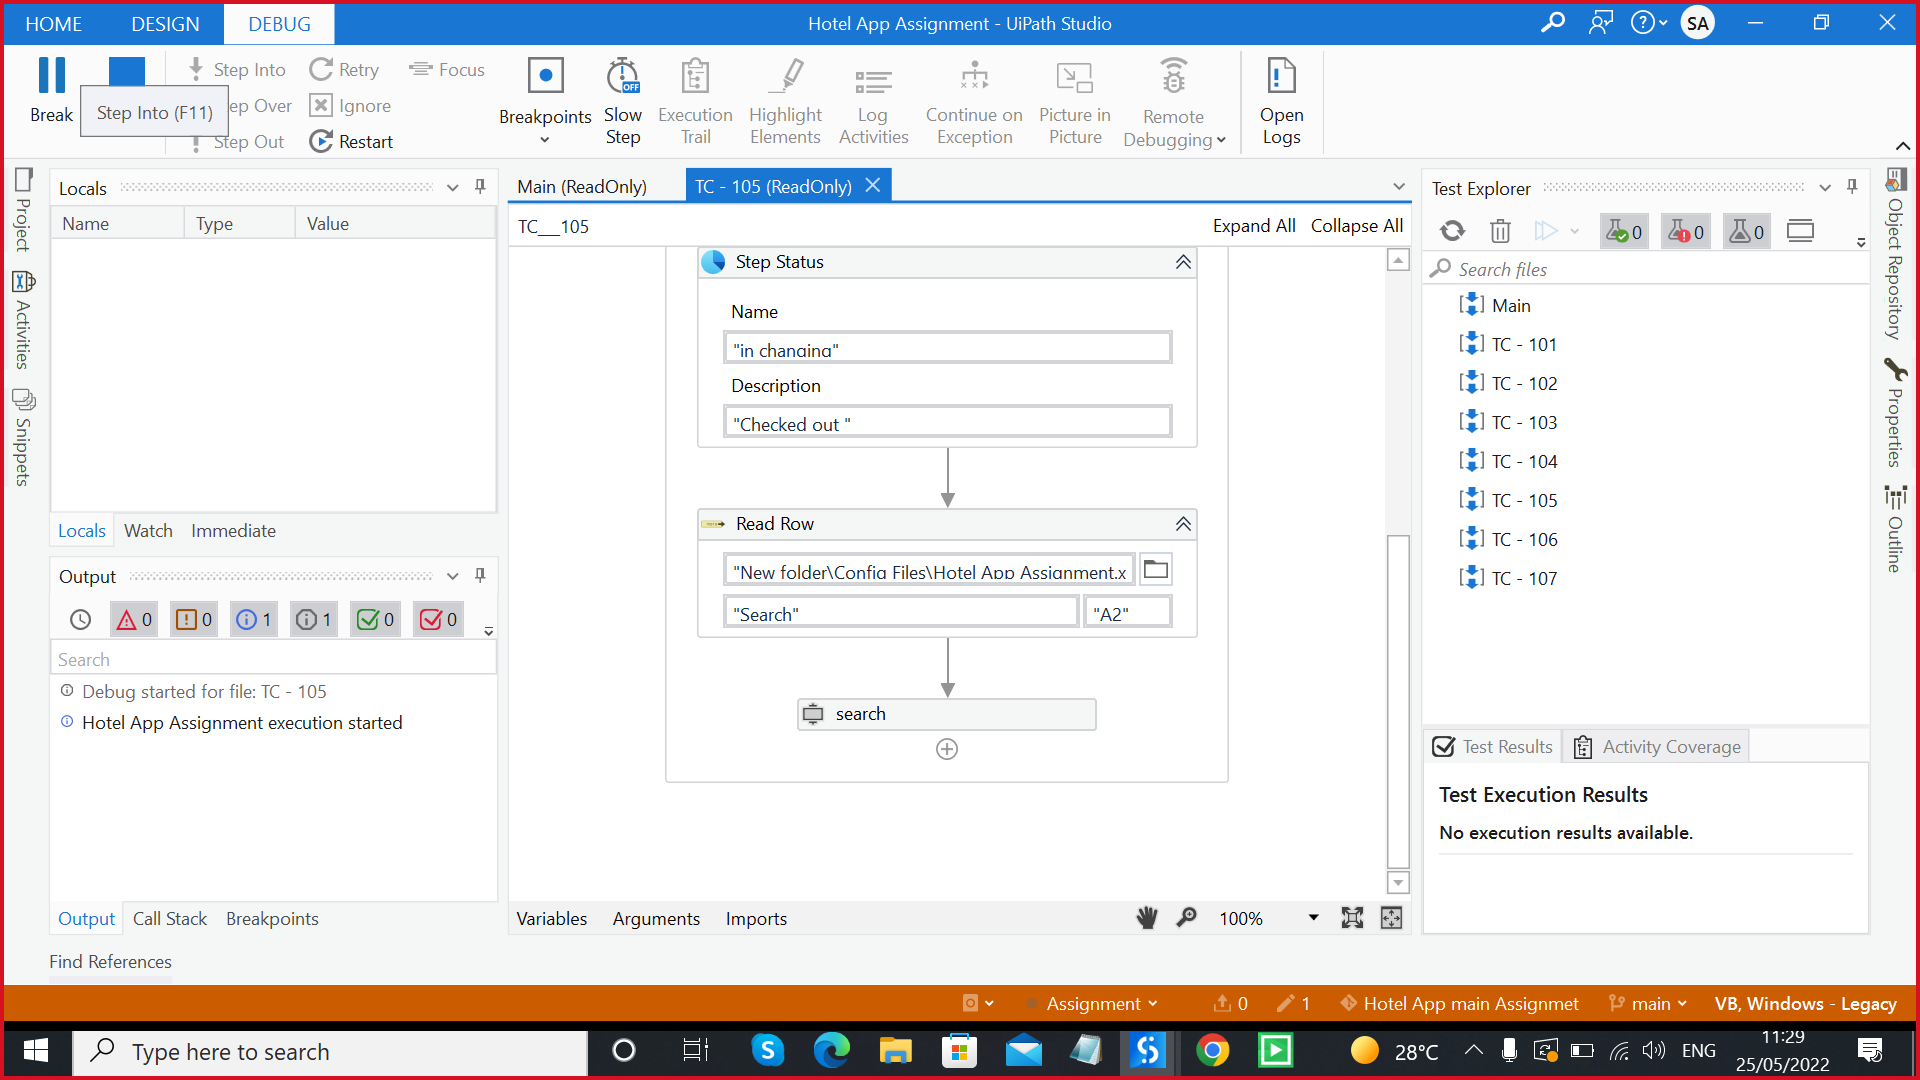 HOME DESIGN DEBUG Hotel App Assignment - UiPath Studio SA
Break
Step Into (F11)
Step Into
ep Over
Step Out
Retry
Ignore
Restart
Focus
Breakpoints
Slow
Step
OFF
Execution
Trail
Highlight
Elements
Log
Activities
Continue on
Exception
Picture in
Picture
Remote
Debugging
Open
Logs
Project
Activities
Snippets
Locals
Name Type Value
Locals Watch Immediate
Output
0 0 1 1 0 0
Search
Debug started for file: TC - 105
Hotel App Assignment execution started
Output Call Stack Breakpoints
Find References
Main (ReadOnly) TC - 105 (ReadOnly)
TC___105 Expand All Collapse All
Step Status
Name
"in changing"
Description
"Checked out "
Read Row
"New folder\Config Files\Hotel App Assignment.x
"Search" "A2"
search
Variables Arguments Imports 100%
Test Explorer
0 0 0
Search files
Main
TC - 101
TC - 102
TC - 103
TC - 104
TC - 105
TC - 106
TC - 107
Test Results Activity Coverage
Test Execution Results
No execution results available.
Object Repository
Properties
Outline
Assignment 0 1 Hotel App main Assignmet main VB, Windows - Legacy
Type here to search
28°C ENG
11:29
25/05/2022